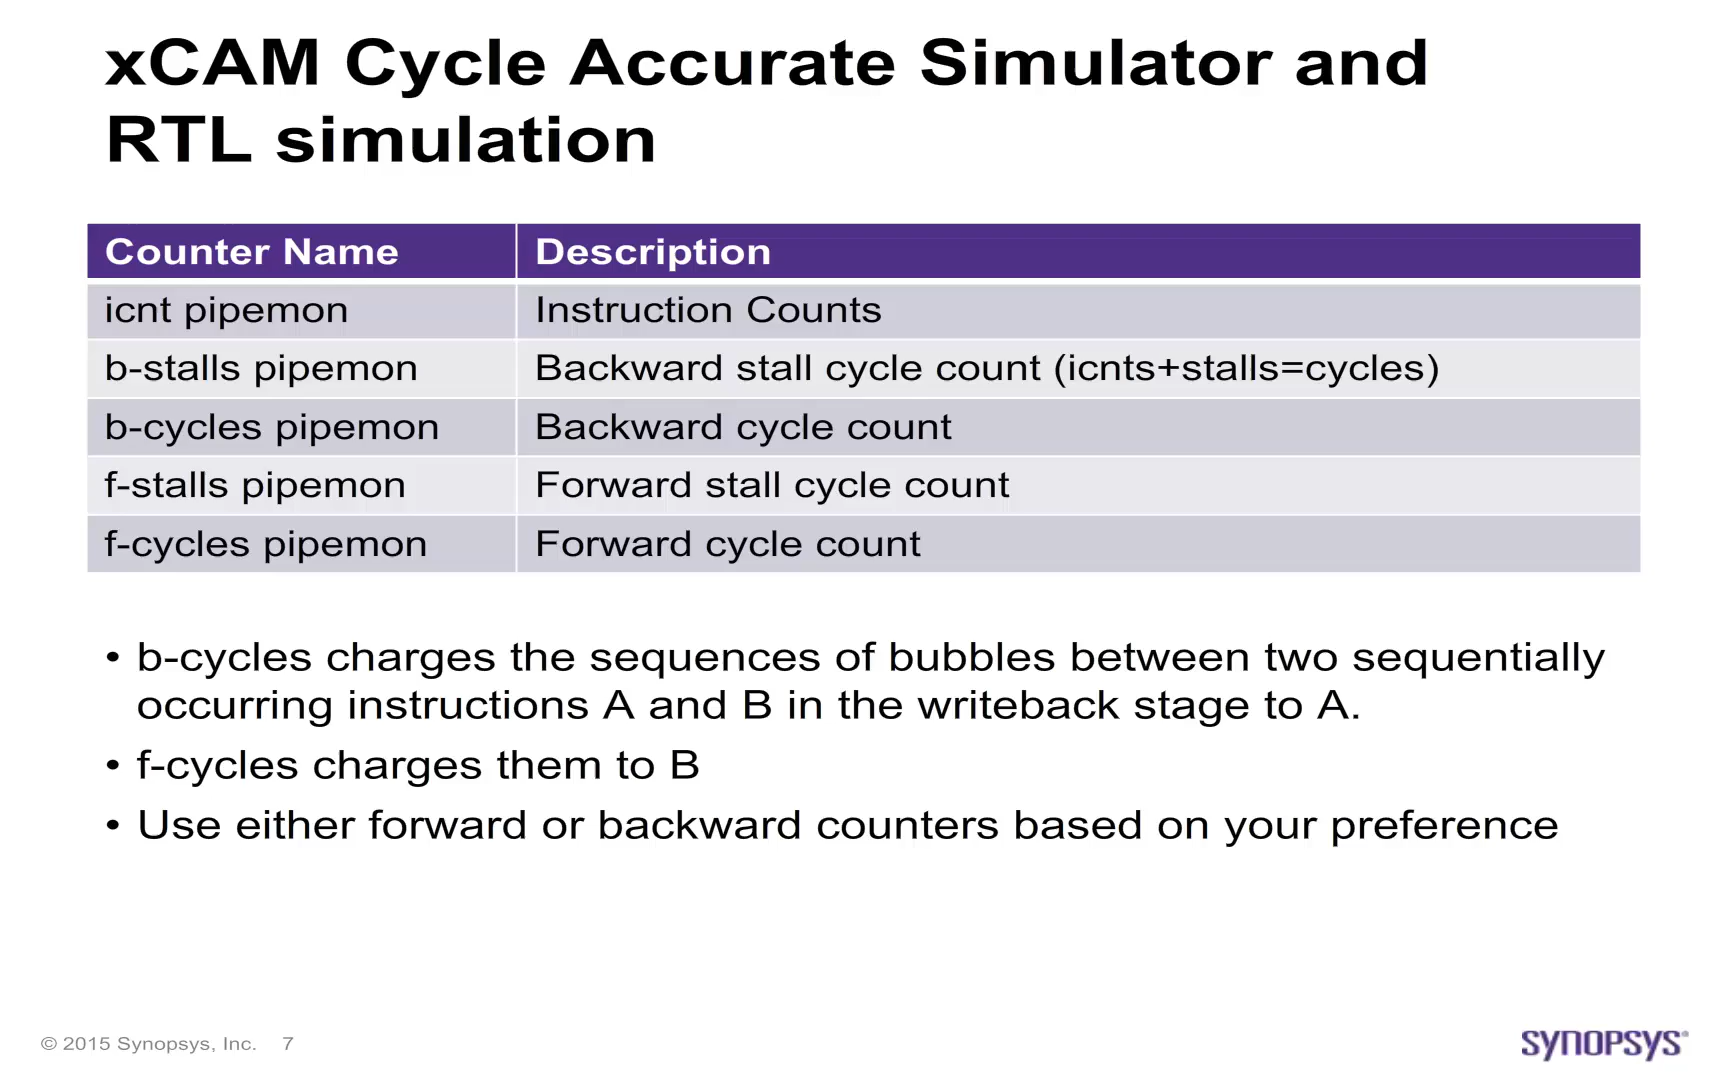 xCAM Cycle Accurate Simulator and
RTL simulation
Counter Name Description
icnt pipemon Instruction Counts
b-stalls pipemon Backward stall cycle count (icnts+stalls=cycles)
b-cycles pipemon Backward cycle count
f-stalls pipemon Forward stall cycle count
f-cycles pipemon Forward cycle count
• b-cycles charges the sequences of bubbles between two sequentially
occurring instructions A and B in the writeback stage to A.
• f-cycles charges them to B
• Use either forward or backward counters based on your preference
© 2015 Synopsys, Inc. 7
SYNOPSYS®